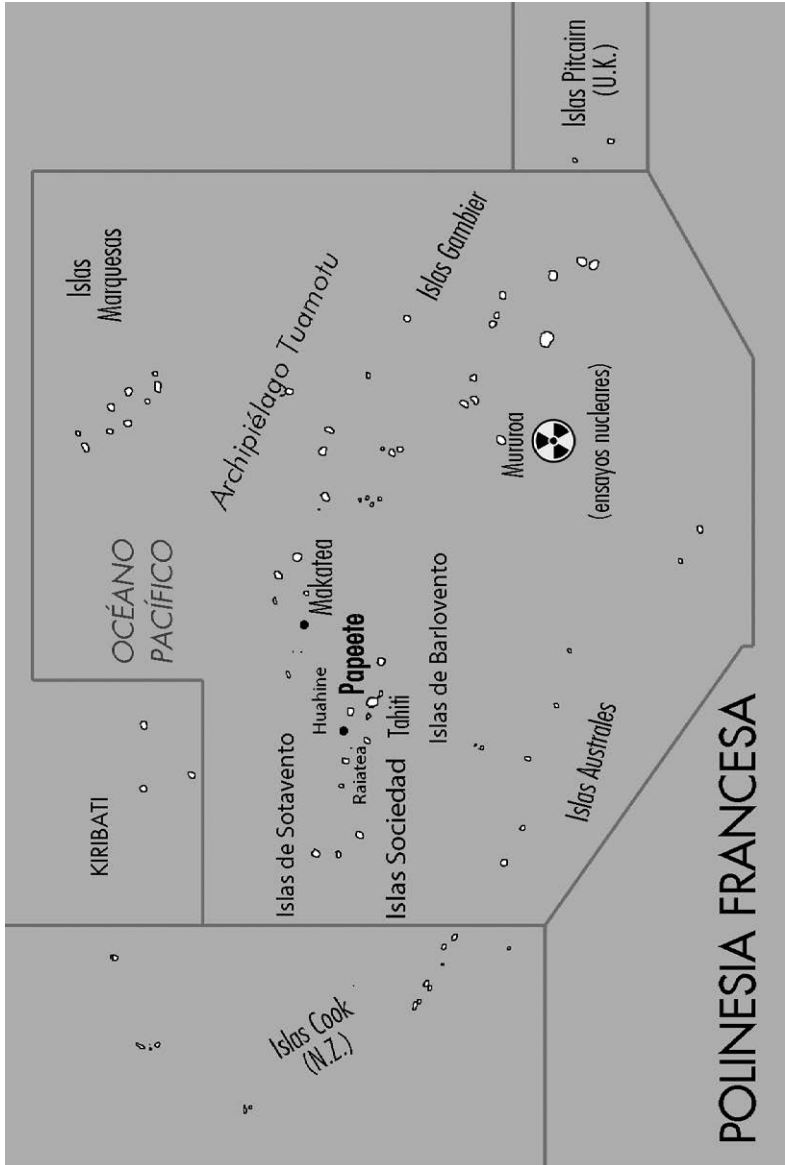 Islas
Marquesas
OCÉANO
PACÍFICO
KIRIBATI
Archipiélago Tuamotu
Islas de Sotavento
Huahine
Makatea
Papeete
Raiatea
Tahiti
Islas Sociedad
Islas de Barlovento
Islas Gambier
Islas Pitcairn
(U.K.)
Islas Cook
(N.Z.)
Mururoa
(ensayos nucleares)
Islas Australes
POLINESIA FRANCESA